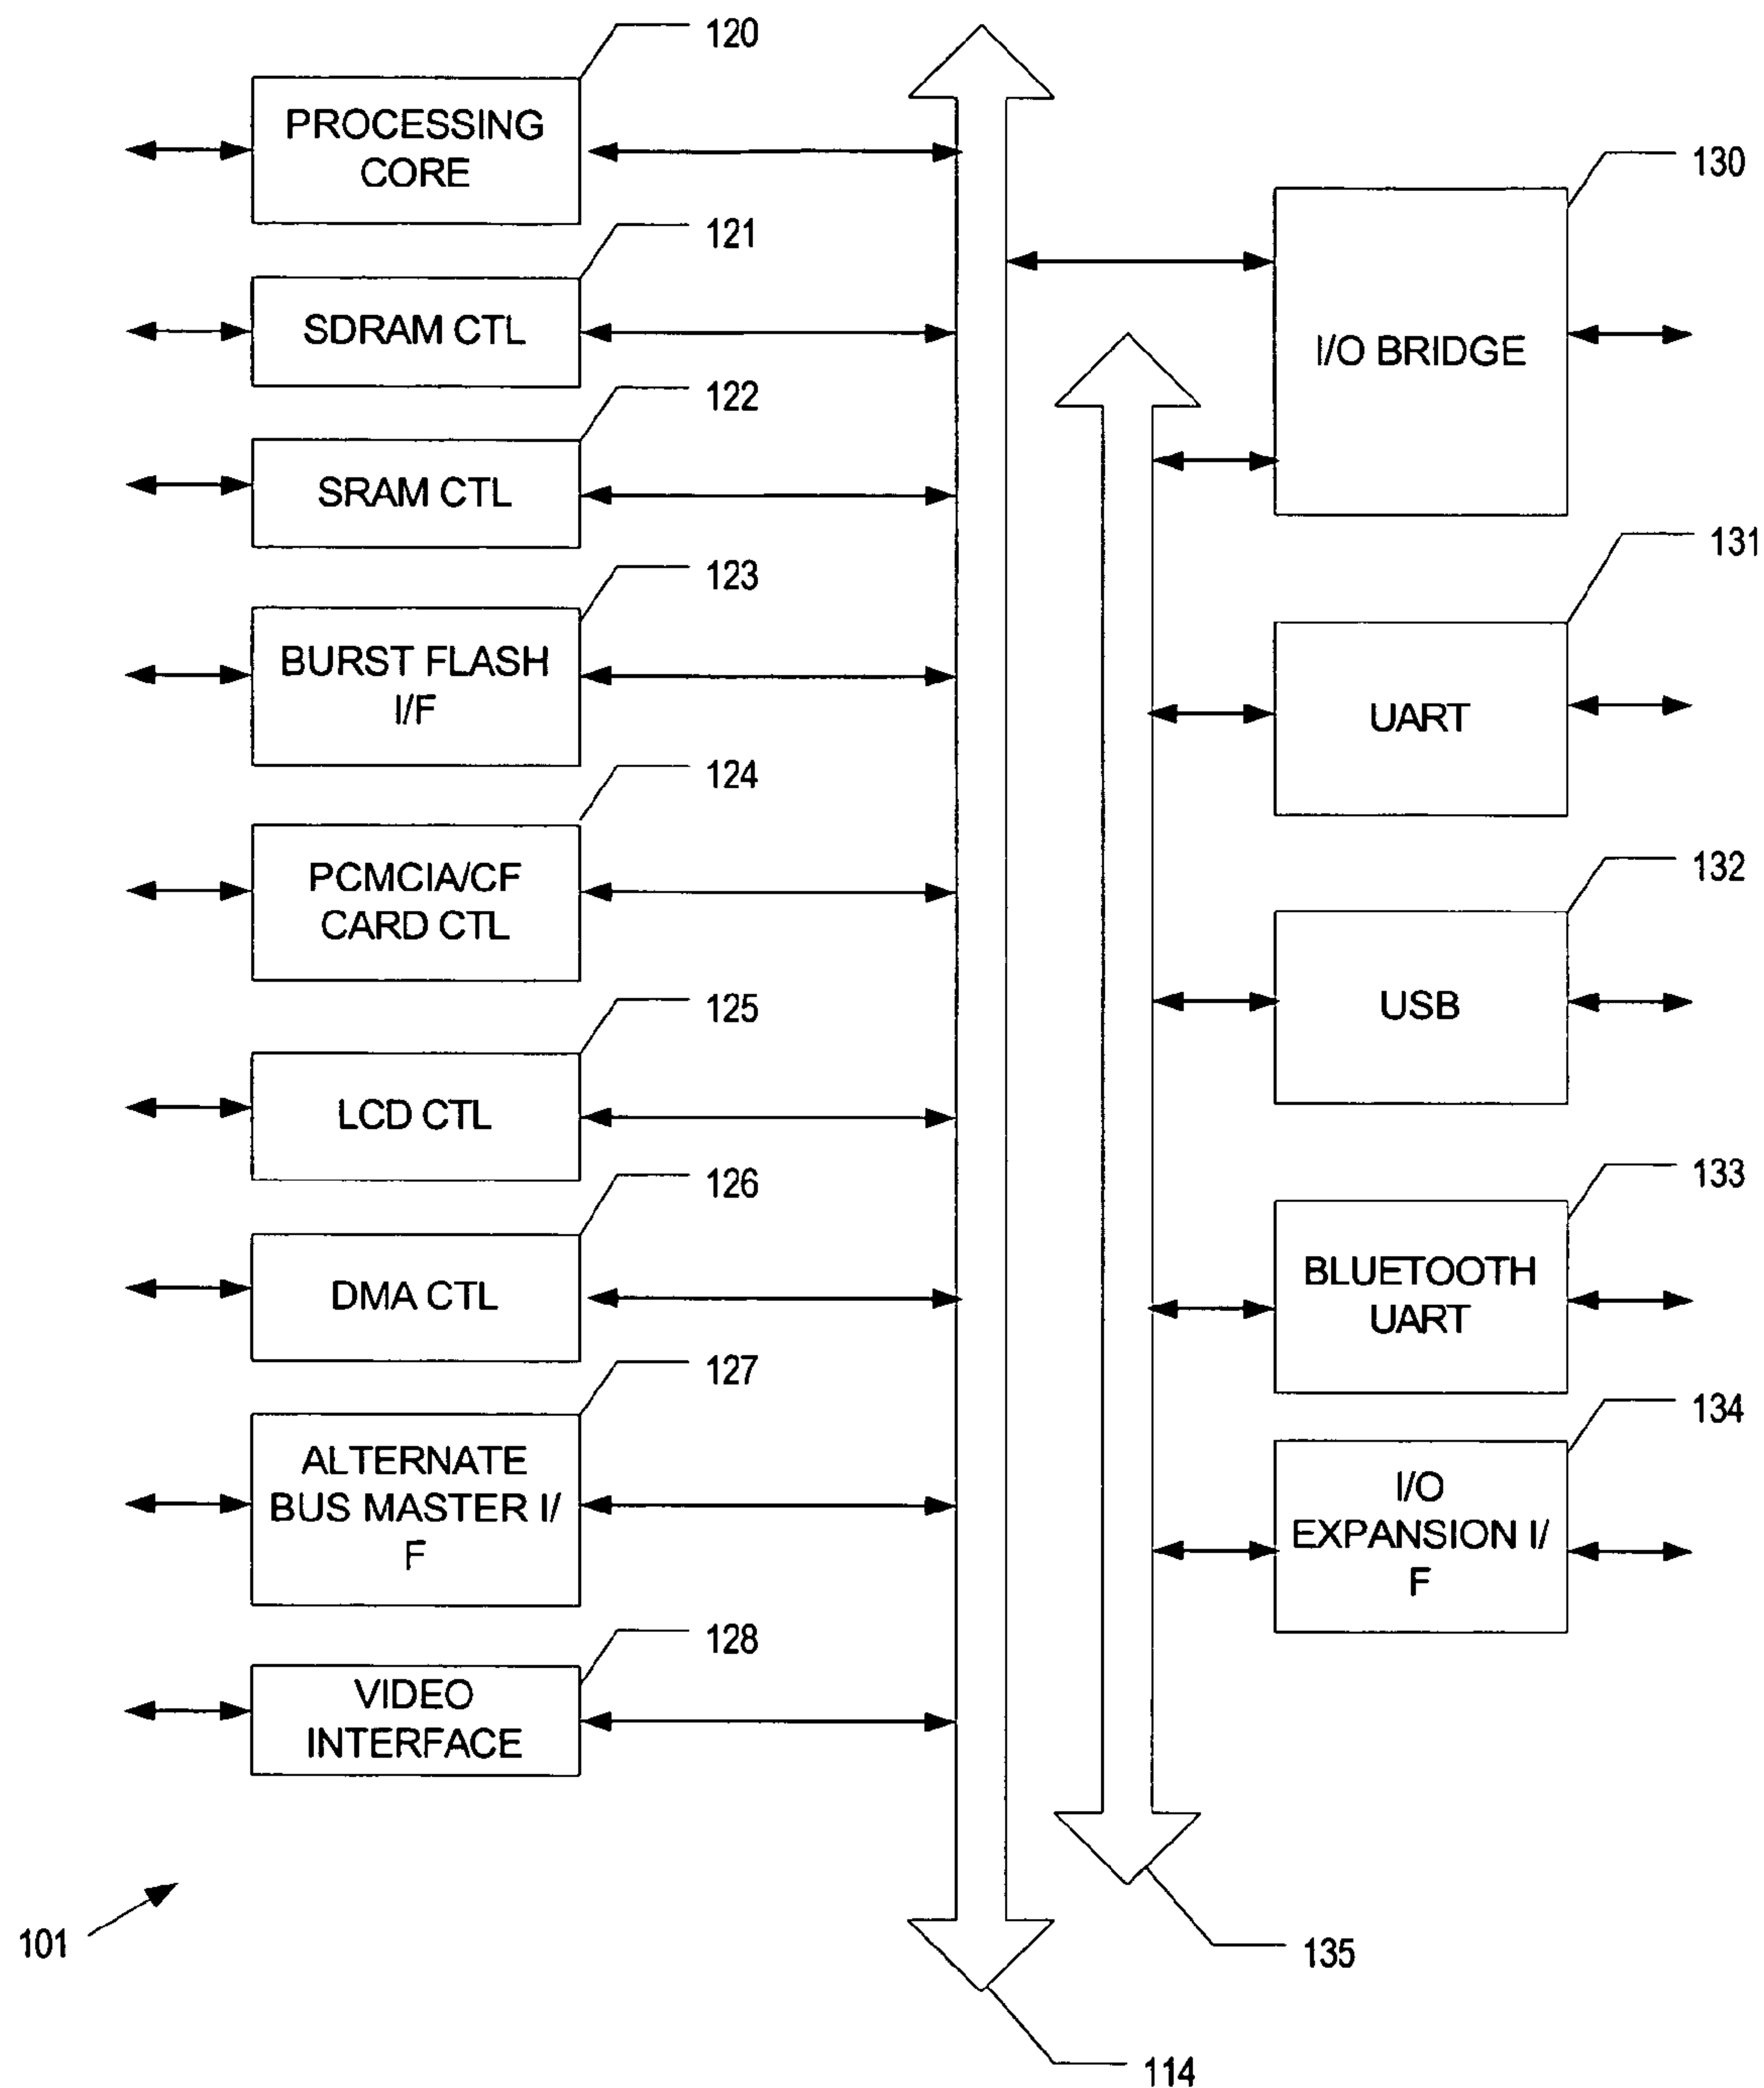 120
PROCESSING
CORE
121
SDRAM CTL
122
SRAM CTL
123
BURST FLASH
I/F
124
PCMCIA/CF
CARD CTL
125
LCD CTL
126
DMA CTL
127
ALTERNATE
BUS MASTER I/
F
128
VIDEO
INTERFACE
130
I/O BRIDGE
131
UART
132
USB
133
BLUETOOTH
UART
134
I/O
EXPANSION I/
F
101
135
114